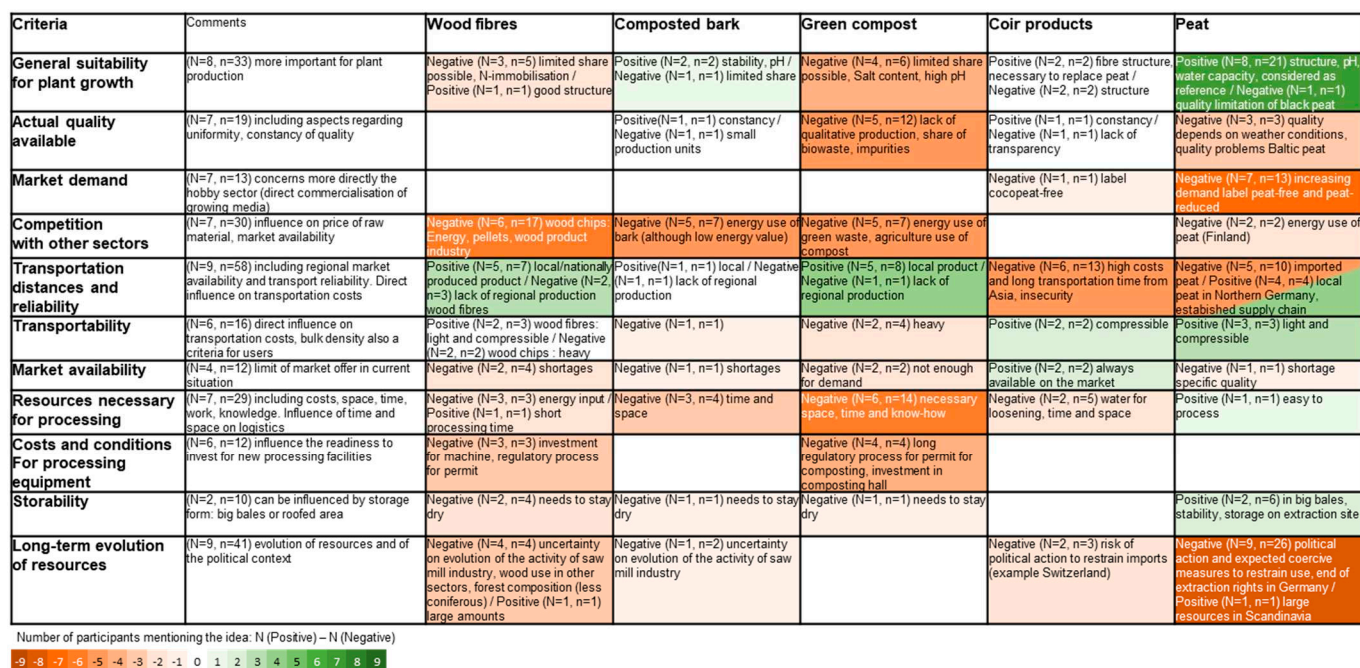 Criteria
Comments
Wood fibres
Composted bark
Green compost
Coir products
Peat
General suitability
for plant growth
(N=8, n=33) more important for plant
production
Negative (N=3, n=5) limited share
possible, N-immobilisation /
Positive (N=1, n=1) good structure
Positive (N=2, n=2) stability, pH /
Negative (N=1, n=1) limited share
Negative (N=4, n=6) limited share
possible, Salt content, high pH
Positive (N=2, n=2) fibre structure,
necessary to replace peat /
Negative (N=2, n=2) structure
Positive (N=8, n=21) structure, pH,
water capacity, considered as
reference / Negative (N=1, n=1)
quality limitation of black peat
Actual quality
available
(N=7, n=19) including aspects regarding
uniformity, constancy of quality
Positive(N=1, n=1) constancy /
Negative (N=1, n=1) small
production units
Negative (N=5, n=12) lack of
qualitative production, share of
biowaste, impurities
Positive (N=1, n=1) constancy /
Negative (N=1, n=1) lack of
transparency
Negative (N=3, n=3) quality
depends on weather conditions,
quality problems Baltic peat
Market demand
(N=7, n=13) concerns more directly the
hobby sector (direct commercialisation of
growing media)
Negative (N=1, n=1) label
cocopeat-free
Negative (N=7, n=13) increasing
demand label peat-free and peat-
reduced
Competition
with other sectors
(N=7, n=30) influence on price of raw
material, market availability
Negative (N=6, n=17) wood chips:
Energy, pellets, wood product
industry
Negative (N=5, n=7) energy use of
bark (although low energy value)
Negative (N=5, n=7) energy use of
green waste, agriculture use of
compost
Negative (N=2, n=2) energy use of
peat (Finland)
Transportation
distances and
reliability
(N=9, n=58) including regional market
availability and transport reliability. Direct
influence on transportation costs
Positive (N=5, n=7) local/nationally
produced product / Negative (N=2,
n=3) lack of regional production
wood fibres
Positive(N=1, n=1) local / Negative
(N=1, n=1) lack of regional
production
Positive (N=5, n=8) local product /
Negative (N=1, n=1) lack of
regional production
Negative (N=6, n=13) high costs
and long transportation time from
Asia, insecurity
Negative (N=5, n=10) imported
peat / Positive (N=4, n=4) local
peat in Northern Germany,
estabished supply chain
Transportability
(N=6, n=16) direct influence on
transportation costs, bulk density also a
criteria for users
Positive (N=2, n=3) wood fibres:
light and compressible / Negative
(N=2, n=2) wood chips : heavy
Negative (N=1, n=1)
Negative (N=2, n=4) heavy
Positive (N=2, n=2) compressible
Positive (N=3, n=3) light and
compressible
Market availability
(N=4, n=12) limit of market offer in current
situation
Negative (N=2, n=4) shortages
Negative (N=1, n=1) shortages
Negative (N=2, n=2) not enough
for demand
Positive (N=2, n=2) always
available on the market
Negative (N=1, n=1) shortage
specific quality
Resources necessary
for processing
(N=7, n=29) including costs, space, time,
work, knowledge. Influence of time and
space on logistics
Negative (N=3, n=3) energy input /
Positive (N=1, n=1) short
processing time
Negative (N=3, n=4) time and
space
Negative (N=6, n=14) necessary
space, time and know-how
Negative (N=2, n=5) water for
loosening, time and space
Positive (N=1, n=1) easy to
process
Costs and conditions
For processing
equipment
(N=6, n=12) influence the readiness to
invest for new processing facilities
Negative (N=3, n=3) investment
for machine, regulatory process
for permit
Negative (N=4, n=4) long
regulatory process for permit for
composting, investment in
composting hall
Storability
(N=2, n=10) can be influenced by storage
form: big bales or roofed area
Negative (N=2, n=4) needs to stay
dry
Negative (N=1, n=1) needs to stay
dry
Negative (N=1, n=1) needs to stay
dry
Positive (N=2, n=6) in big bales,
stability, storage on extraction site
Long-term evolution
of resources
(N=9, n=41) evolution of resources and of
the political context
Negative (N=4, n=4) uncertainty
on evolution of the activity of saw
mill industry, wood use in other
sectors, forest composition (less
coniferous) / Positive (N=1, n=1)
large amounts
Negative (N=1, n=2) uncertainty
on evolution of the activity of saw
mill industry
Negative (N=2, n=3) risk of
political action to restrain imports
(example Switzerland)
Negative (N=9, n=26) political
action and expected coercive
measures to restrain use, end of
extraction rights in Germany /
Positive (N=1, n=1) large
resources in Scandinavia
Number of participants mentioning the idea: N (Positive) – N (Negative)
-9 -8 -7 -6 -5 -4 -3 -2 -1 0 1 2 3 4 5 6 7 8 9